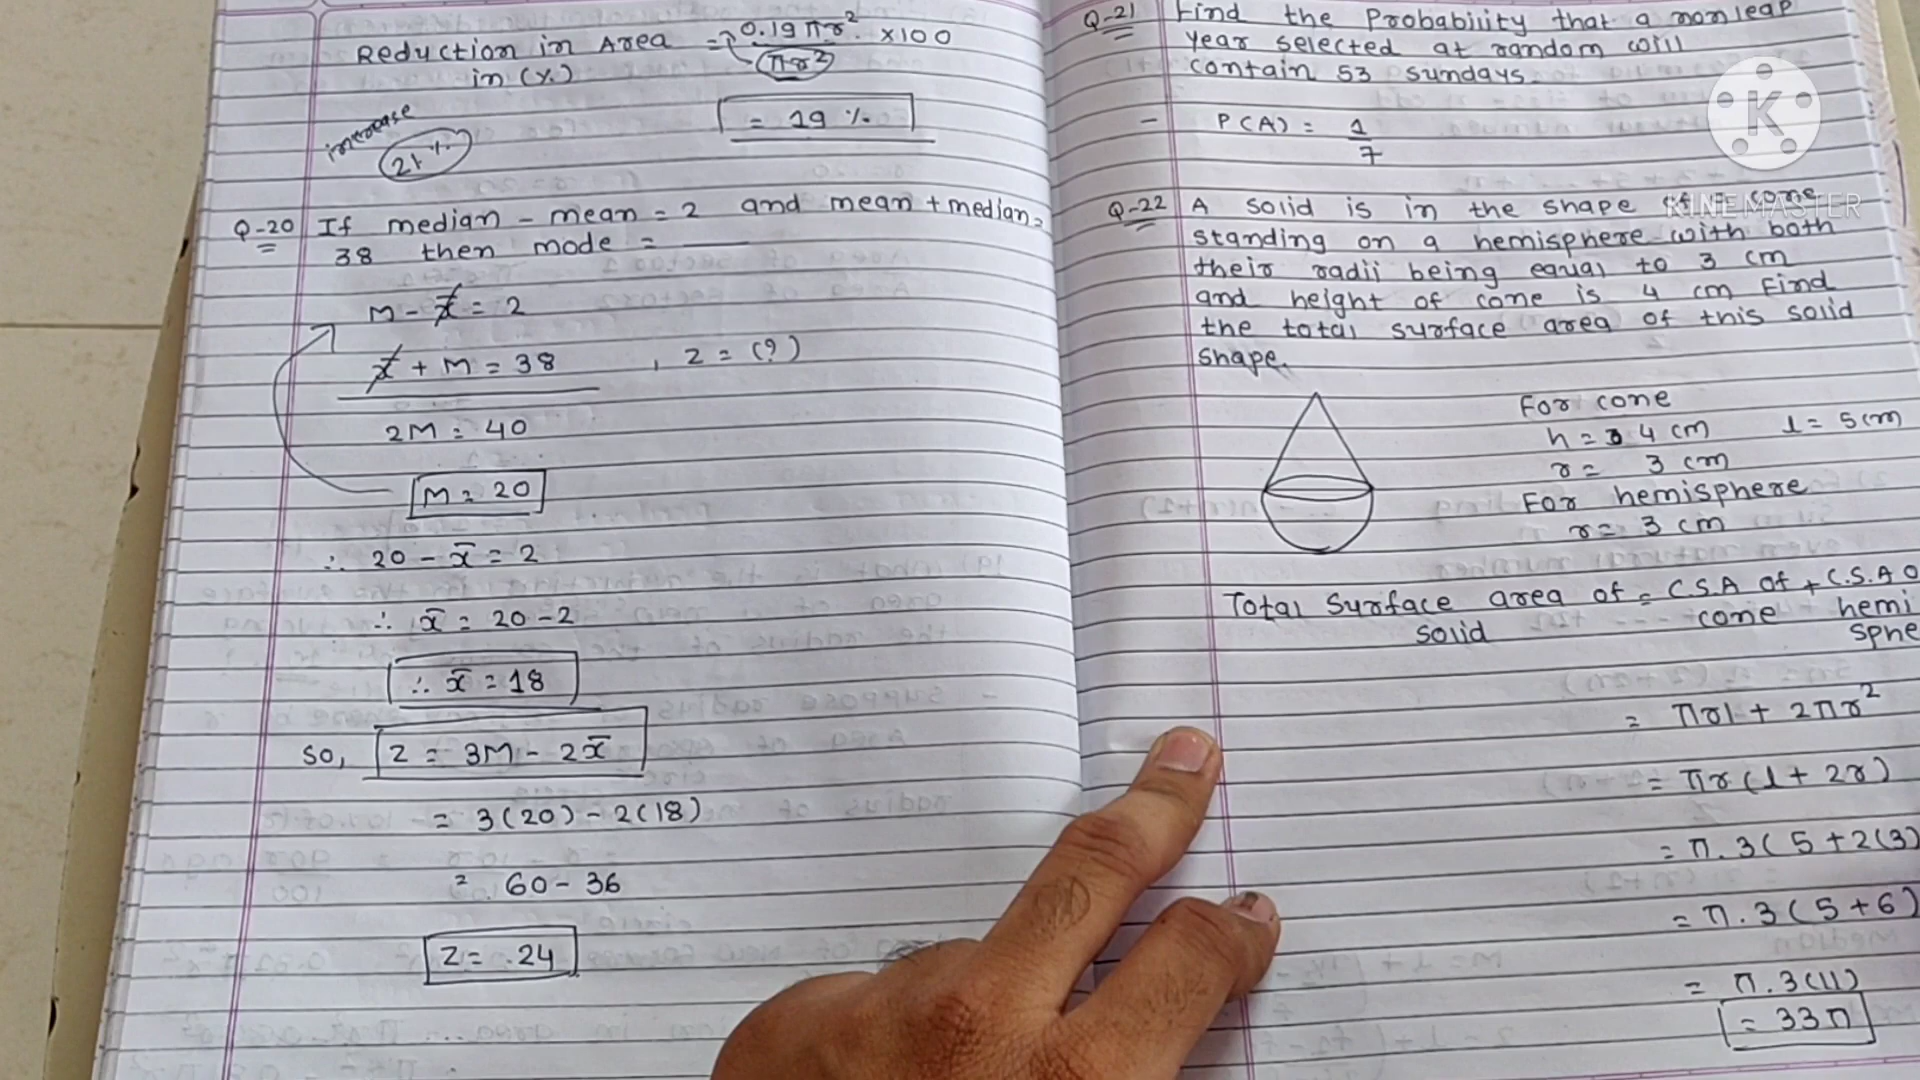 Reduction in Area = 0.19 πr² ×100
in (%) πr²
= 19 %
increase
21 %
Q-20 If median - mean = 2 and mean + median =
38 then mode = ____
M - x̄ = 2
x̄ + M = 38 , z = (?)
2M = 40
M = 20
∴ 20 - x̄ = 2
∴ x̄ = 20 - 2
∴ x̄ = 18
so, Z = 3M - 2x̄
= 3(20) - 2(18)
= 60 - 36
Z = 24
Q-21 Find the Probability that a nonleap
year selected at random will
contain 53 sundays.
- P(A) = 1
7
K
KINEMASTER
Q-22 A solid is in the shape of a cone
standing on a hemisphere with both
their radii being equal to 3 cm
and height of cone is 4 cm Find
the total surface area of this solid
shape.
For cone
h = 4 cm l = 5 cm
r = 3 cm
For hemisphere
r = 3 cm
Total Surface area of = C.S.A of + C.S.A o
solid cone hemi
sphe
= πrl + 2πr²
= πr(l + 2r)
= π.3(5+2(3)
= π.3(5+6)
= π.3(11)
= 33π